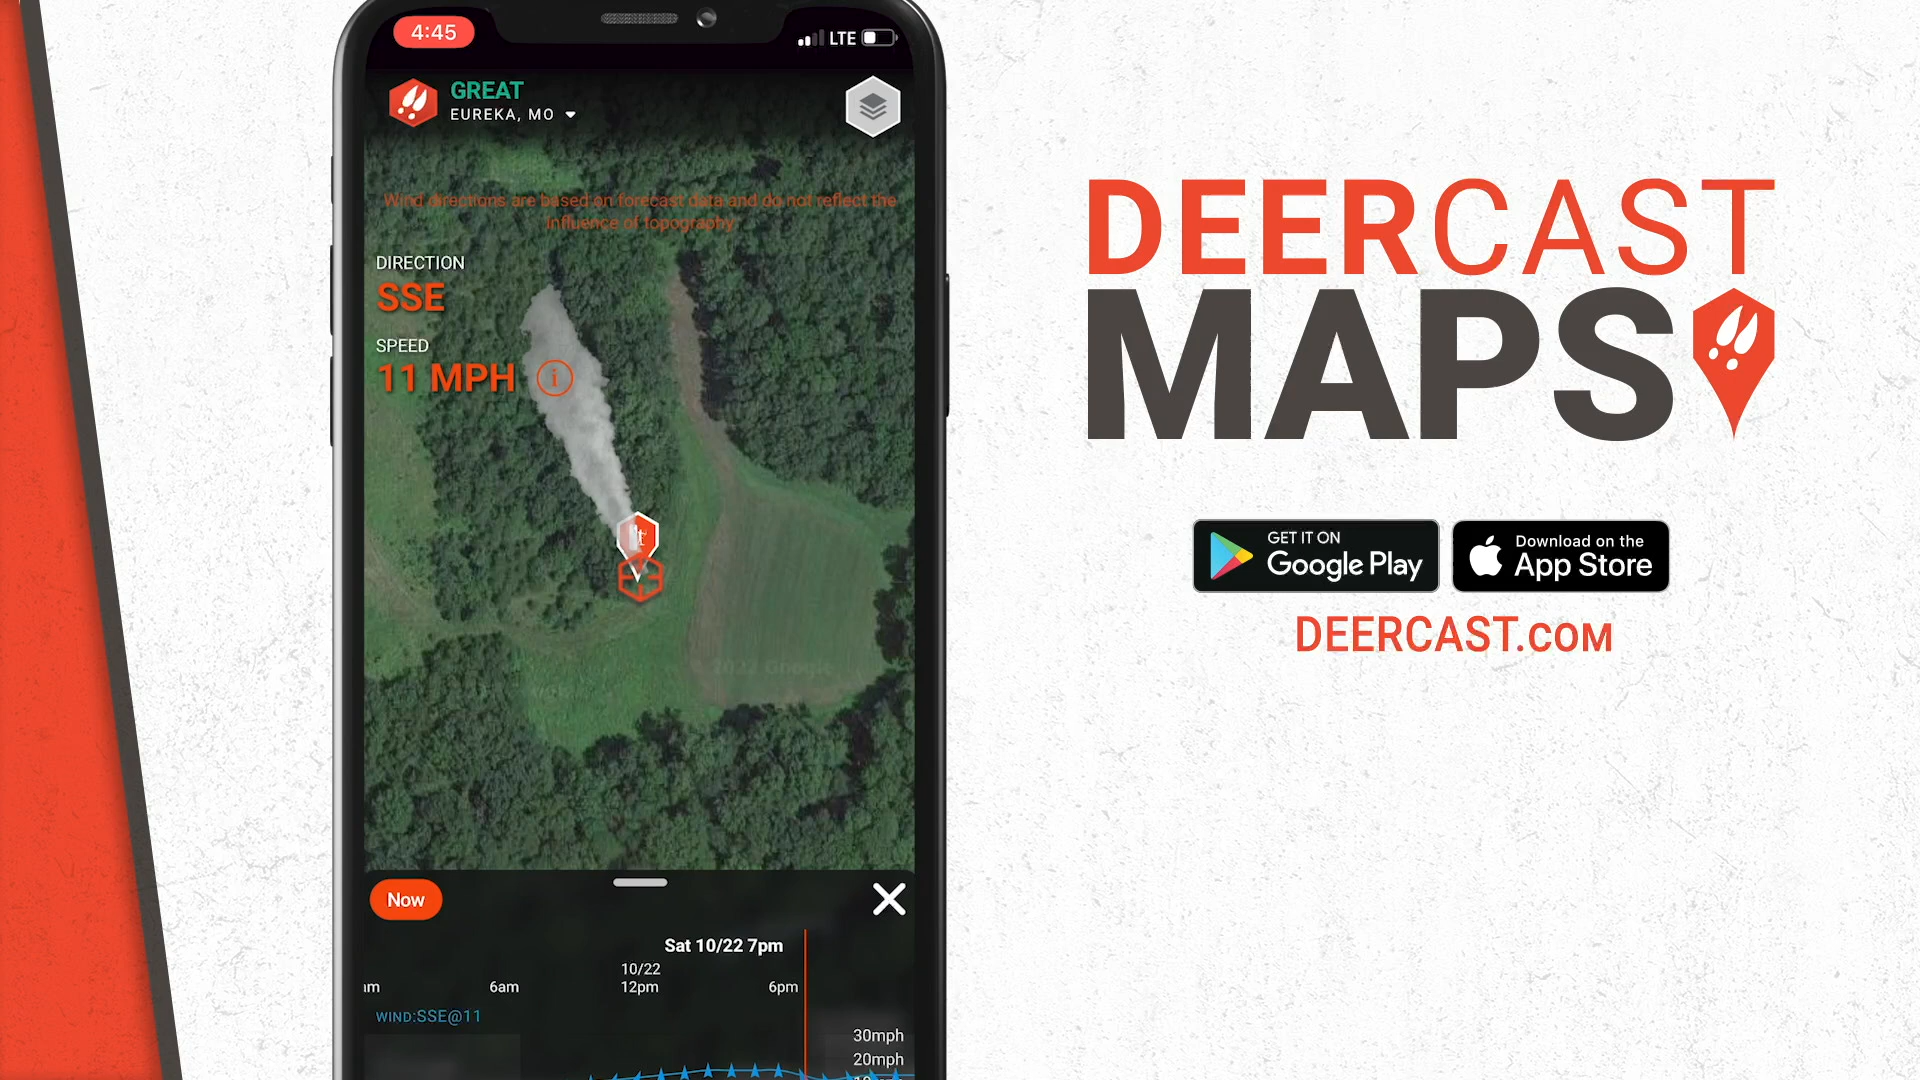 4:45
LTE
GREAT
EUREKA, MO
Wind directions are based on forecast data and do not reflect the
influence of topography
DIRECTION
SSE
SPEED
11 MPH
i
2022 Google
Now
Sat 10/22 7pm
10/22
6am
12pm
6pm
WIND:SSE@11
30mph
20mph
DEERCAST
MAPS
GET IT ON
Google Play
Download on the
App Store
DEERCAST.COM